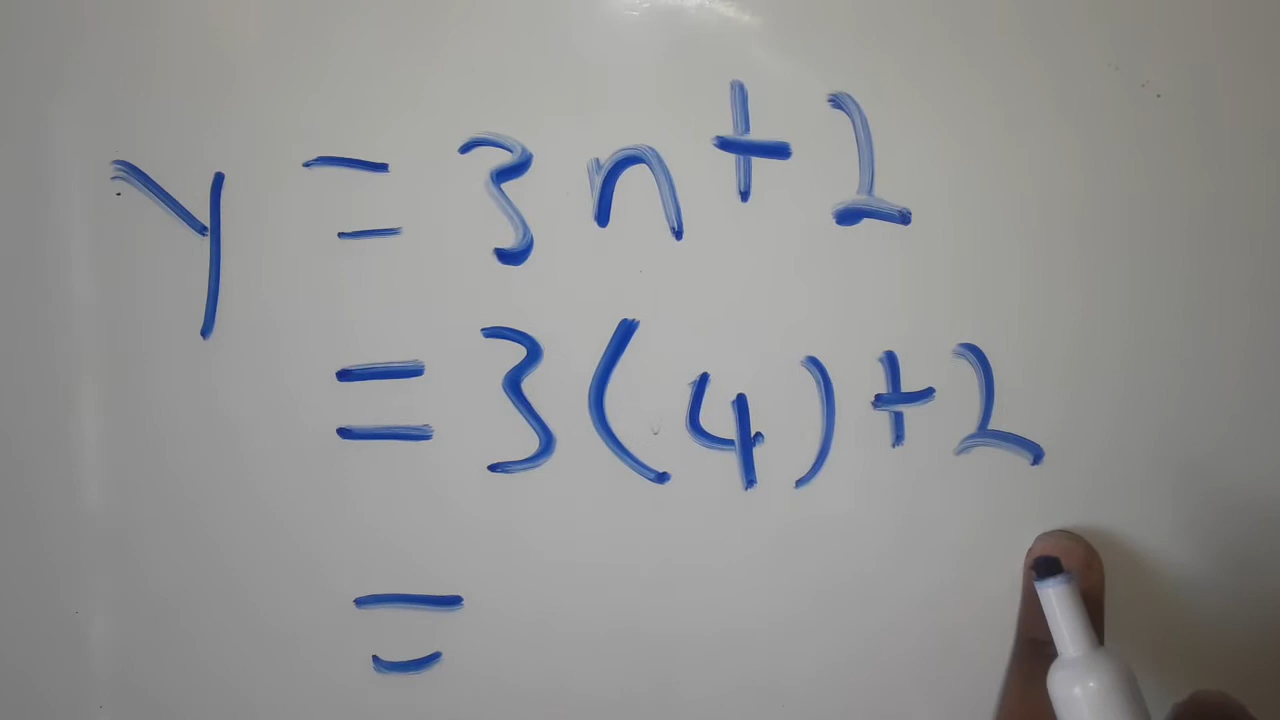 y = 3n+2
= 3(4)+2
=